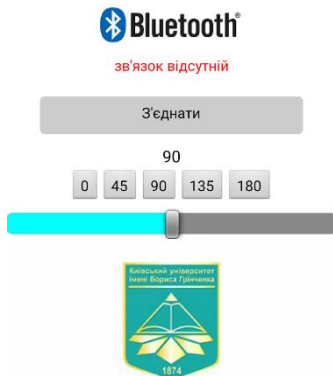 Bluetooth®
зв'язок відсутній
З'єднати
90
0 45 90 135 180
Київський університет
імені Бориса Грінченка
1874